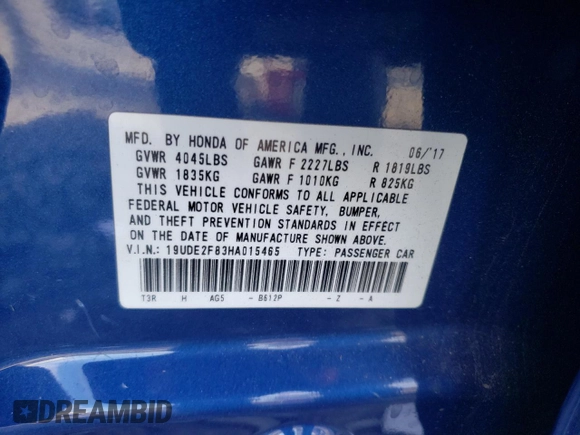 MFD. BY HONDA OF AMERICA MFG., INC. 06/'17
GVWR 4045LBS GAWR F 2227LBS R 1819LBS
GVWR 1835KG GAWR F 1010KG R 825KG
THIS VEHICLE CONFORMS TO ALL APPLICABLE
FEDERAL MOTOR VEHICLE SAFETY, BUMPER,
AND THEFT PREVENTION STANDARDS IN EFFECT
ON THE DATE OF MANUFACTURE SHOWN ABOVE.
V.I.N.: 19UDE2F83HA015465 TYPE: PASSENGER CAR
T3R H AG5 - B612P - Z - A
DREAMBID